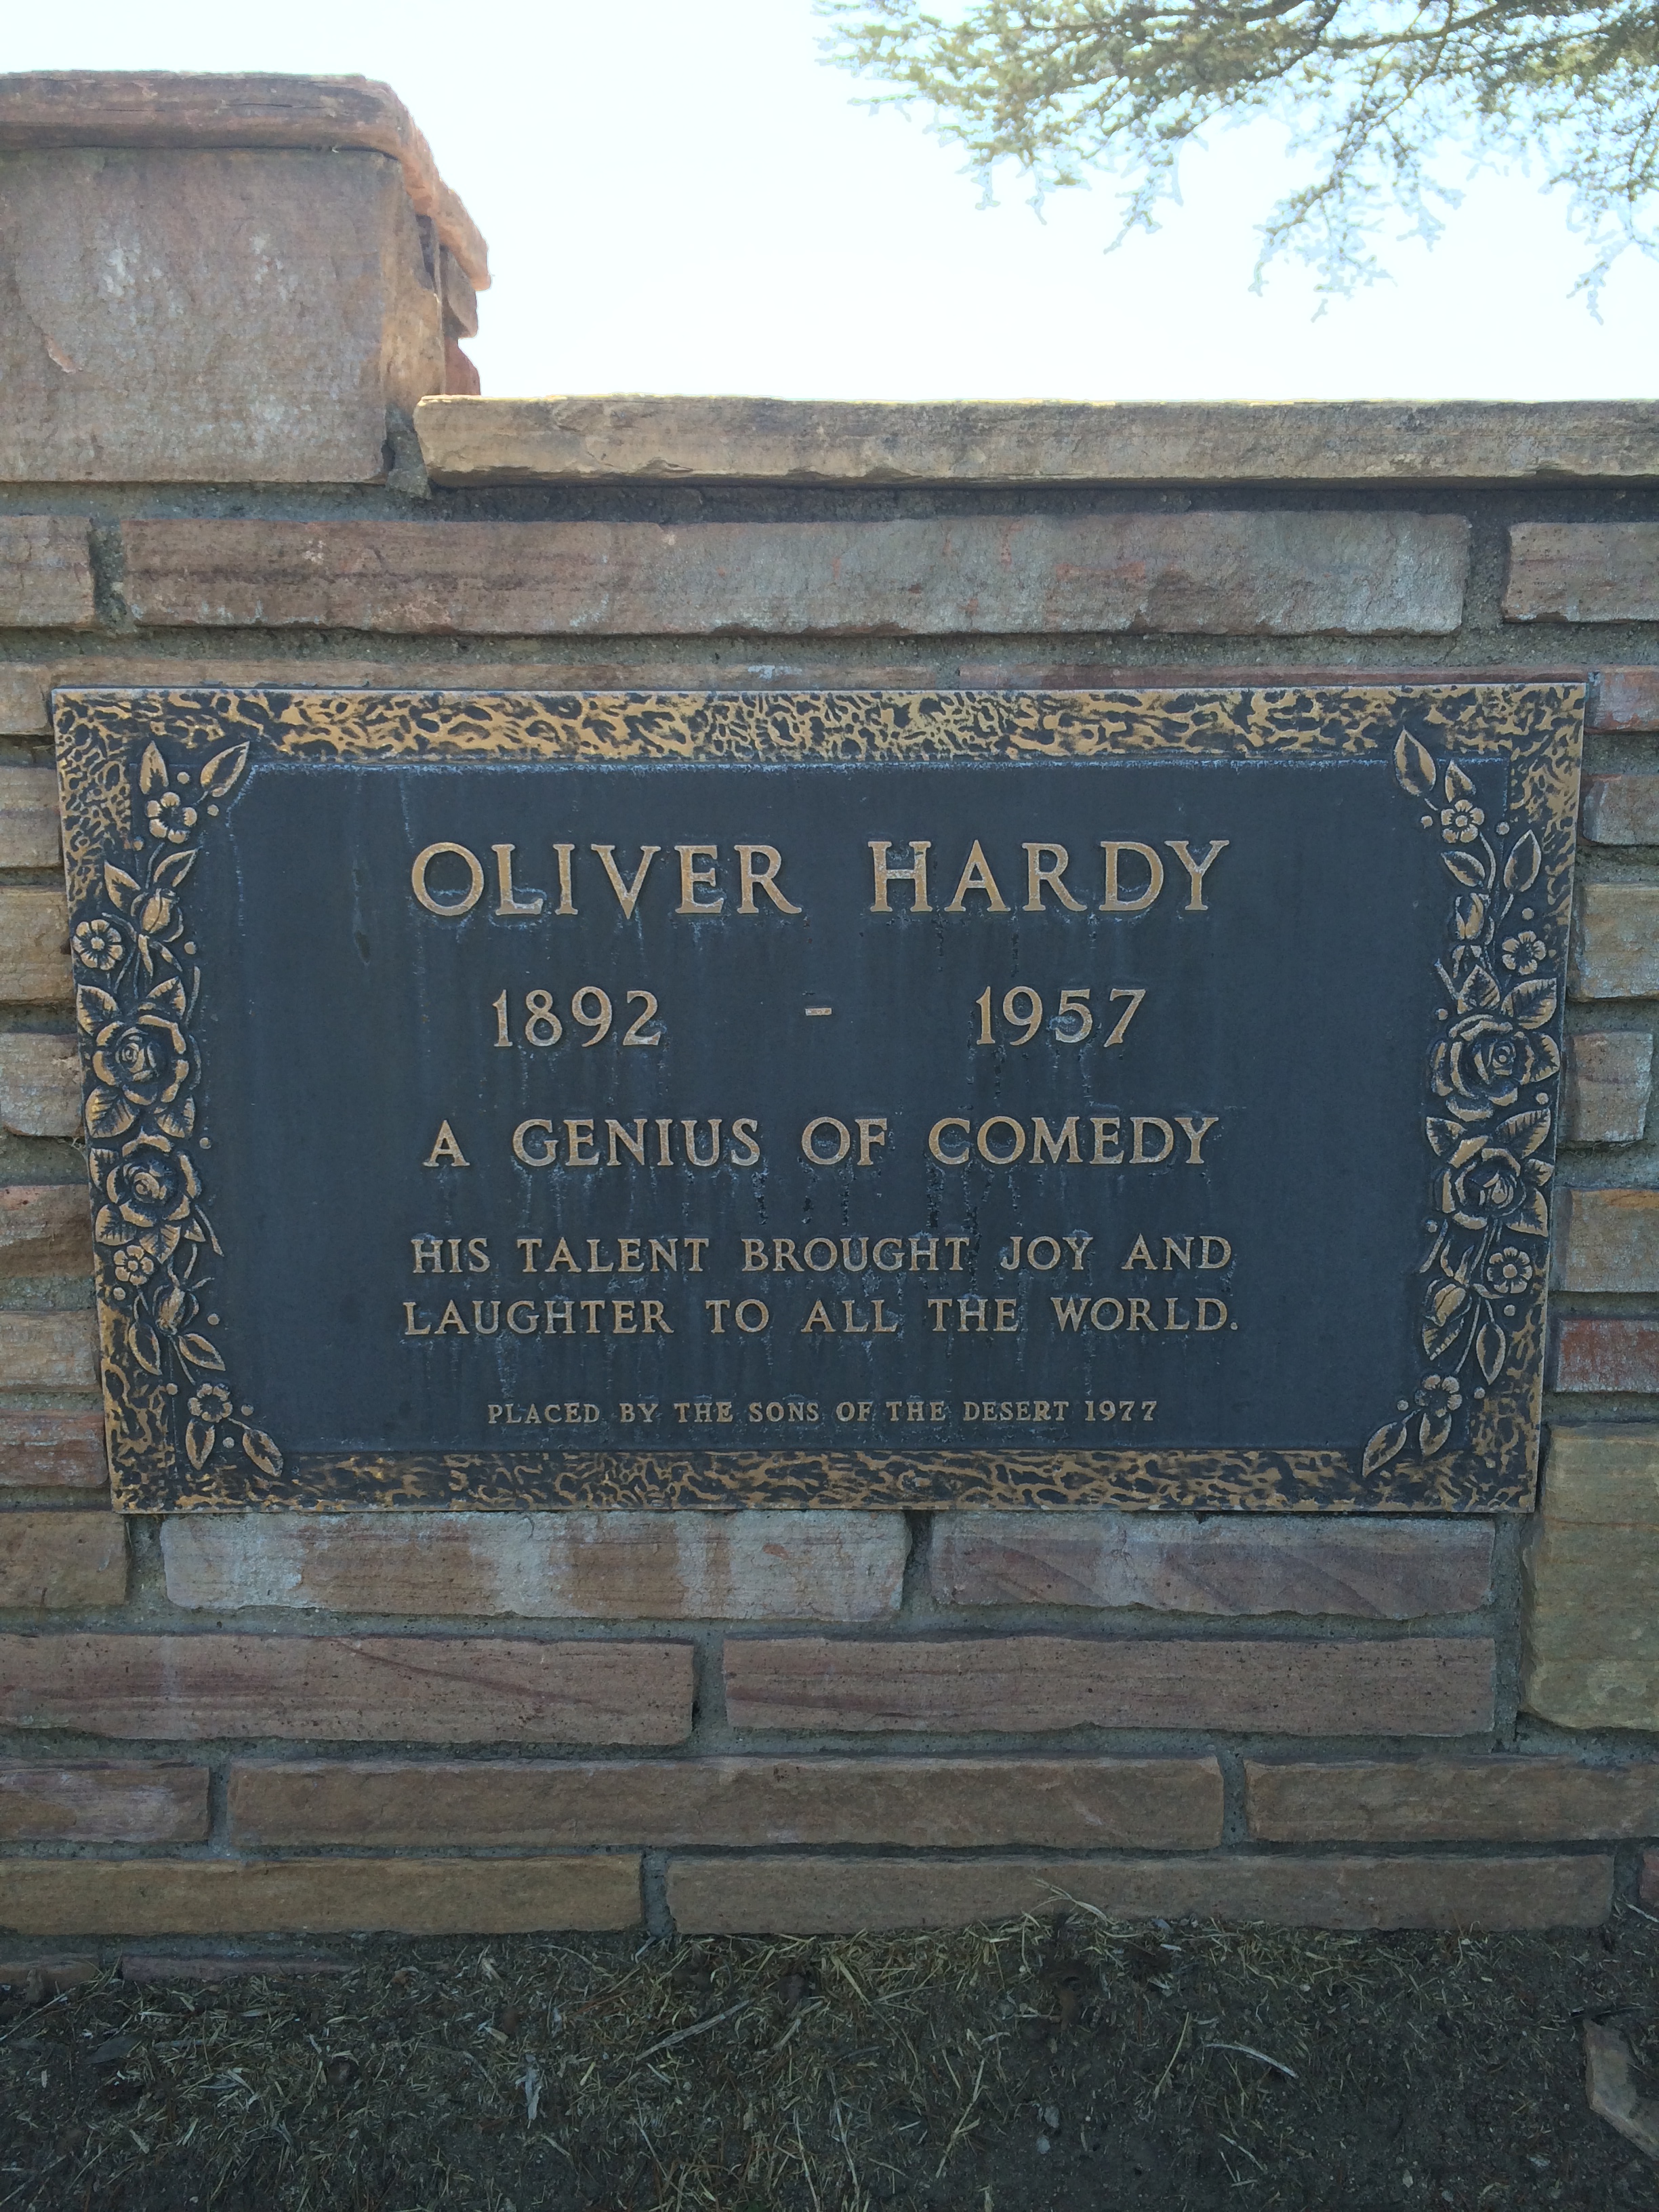 OLIVER HARDY
1892 - 1957
A GENIUS OF COMEDY
HIS TALENT BROUGHT JOY AND
LAUGHTER TO ALL THE WORLD.
PLACED BY THE SONS OF THE DESERT 1977